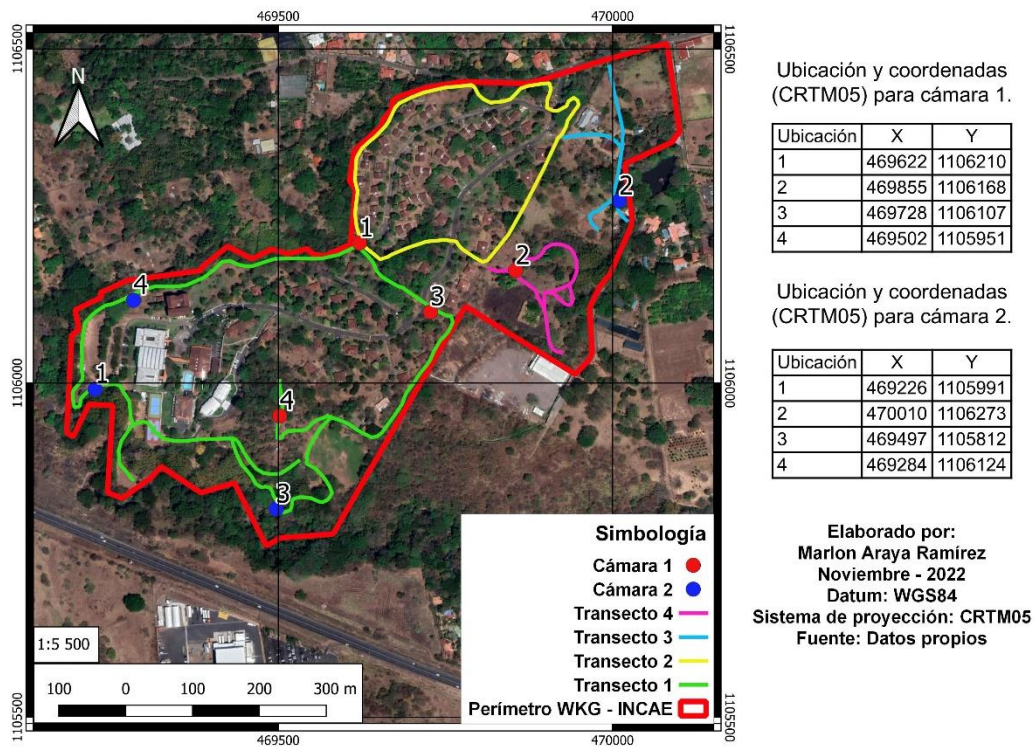 469500
470000
1106500
1106500
N
1
2
2
3
4
1
4
3
1106000
1106000
1:5 500
100
0
100
200
300 m
Simbología
Cámara 1
Cámara 2
Transecto 4
Transecto 3
Transecto 2
Transecto 1
Perímetro WKG - INCAE
1105500
1105500
469500
470000
Ubicación y coordenadas
(CRTM05) para cámara 1.
Ubicación X Y
1 469622 1106210
2 469855 1106168
3 469728 1106107
4 469502 1105951
Ubicación y coordenadas
(CRTM05) para cámara 2.
Ubicación X Y
1 469226 1105991
2 470010 1106273
3 469497 1105812
4 469284 1106124
Elaborado por:
Marlon Araya Ramírez
Noviembre - 2022
Datum: WGS84
Sistema de proyección: CRTM05
Fuente: Datos propios